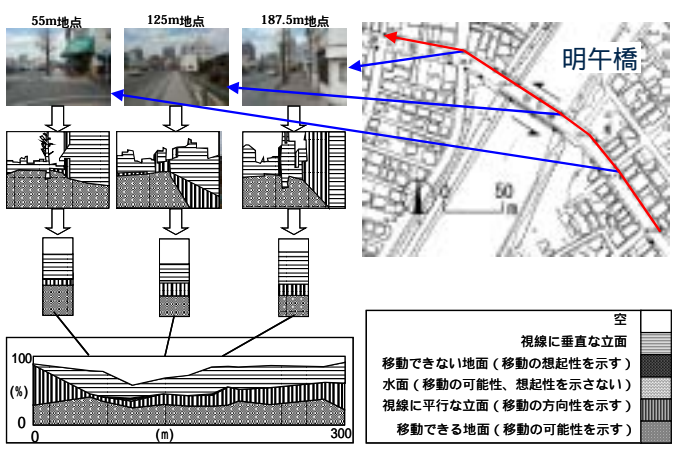 55m地点
125m地点
187.5m地点
明午橋
0
50
m
空
視線に垂直な立面
移動できない地面（移動の想起性を示す）
水面（移動の可能性、想起性を示さない）
視線に平行な立面（移動の方向性を示す）
移動できる地面（移動の可能性を示す）
100
(%)
0
0
(m)
300